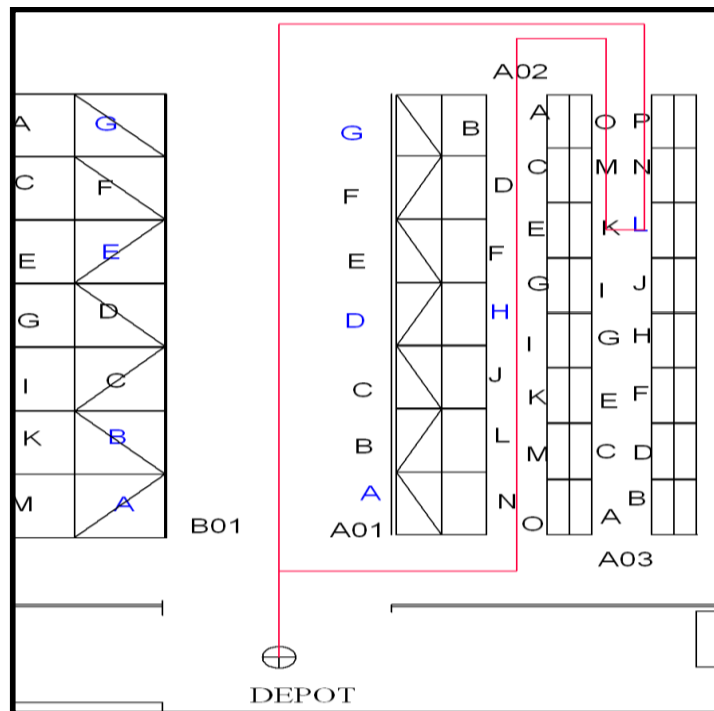 A02
A G G B A O P
C F F D C M N
E E E F E K L
G D D H G I J
I C C J I G H
K B B L K E F
M A A N M C D
O A B
B01 A01
A03
DEPOT